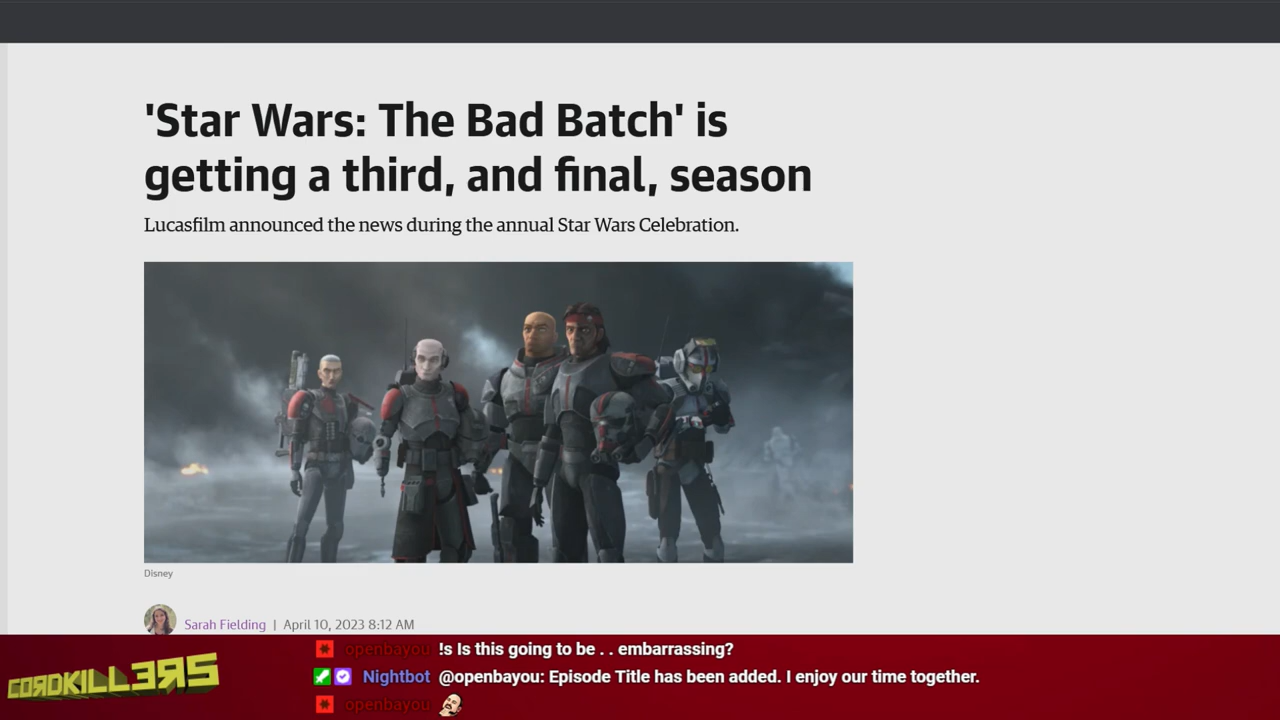 'Star Wars: The Bad Batch' is
getting a third, and final, season
Lucasfilm announced the news during the annual Star Wars Celebration.
Disney
Sarah Fielding | April 10, 2023 8:12 AM
CORDKILLERS
openbayou !s Is this going to be . . embarrassing?
Nightbot @openbayou: Episode Title has been added. I enjoy our time together.
openbayou